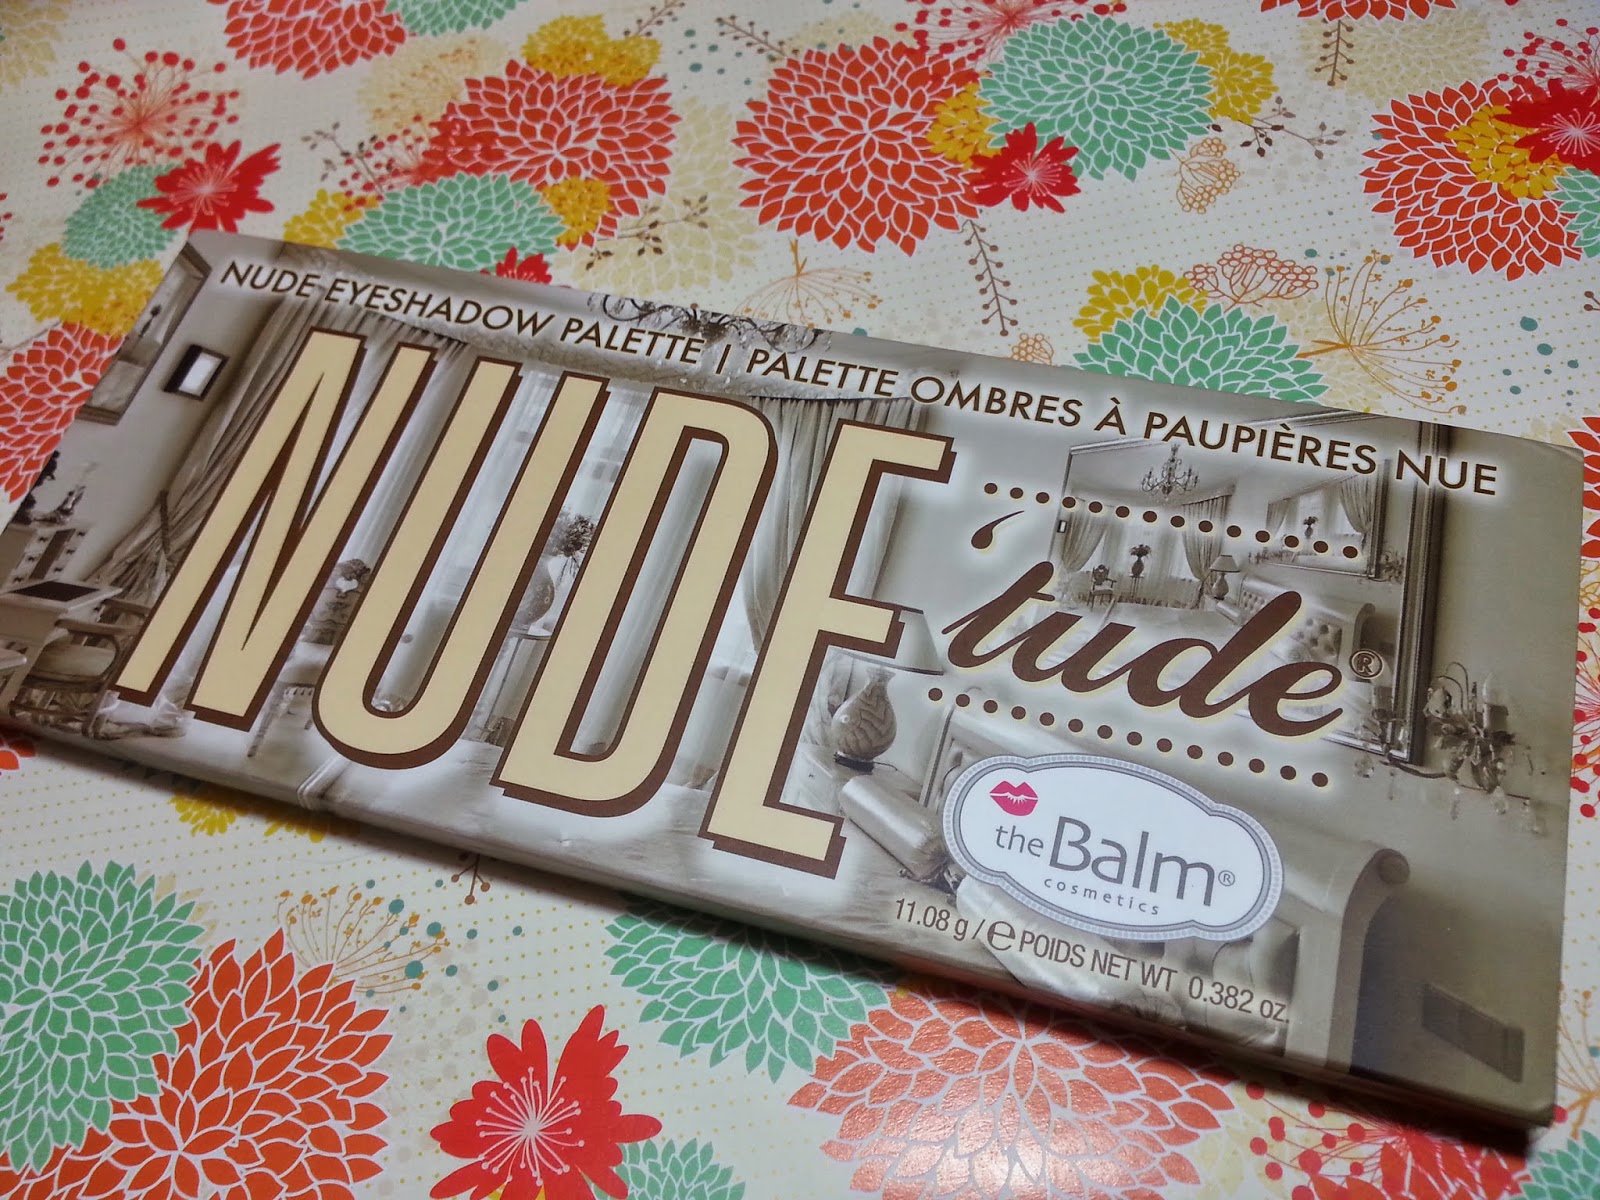 NUDE EYESHADOW PALETTE | PALETTE OMBRES À PAUPIÈRES NUE
NUDE
'tude®
the Balm®
cosmetics
11.08 g / ℮ POIDS NET WT 0.382 oz.